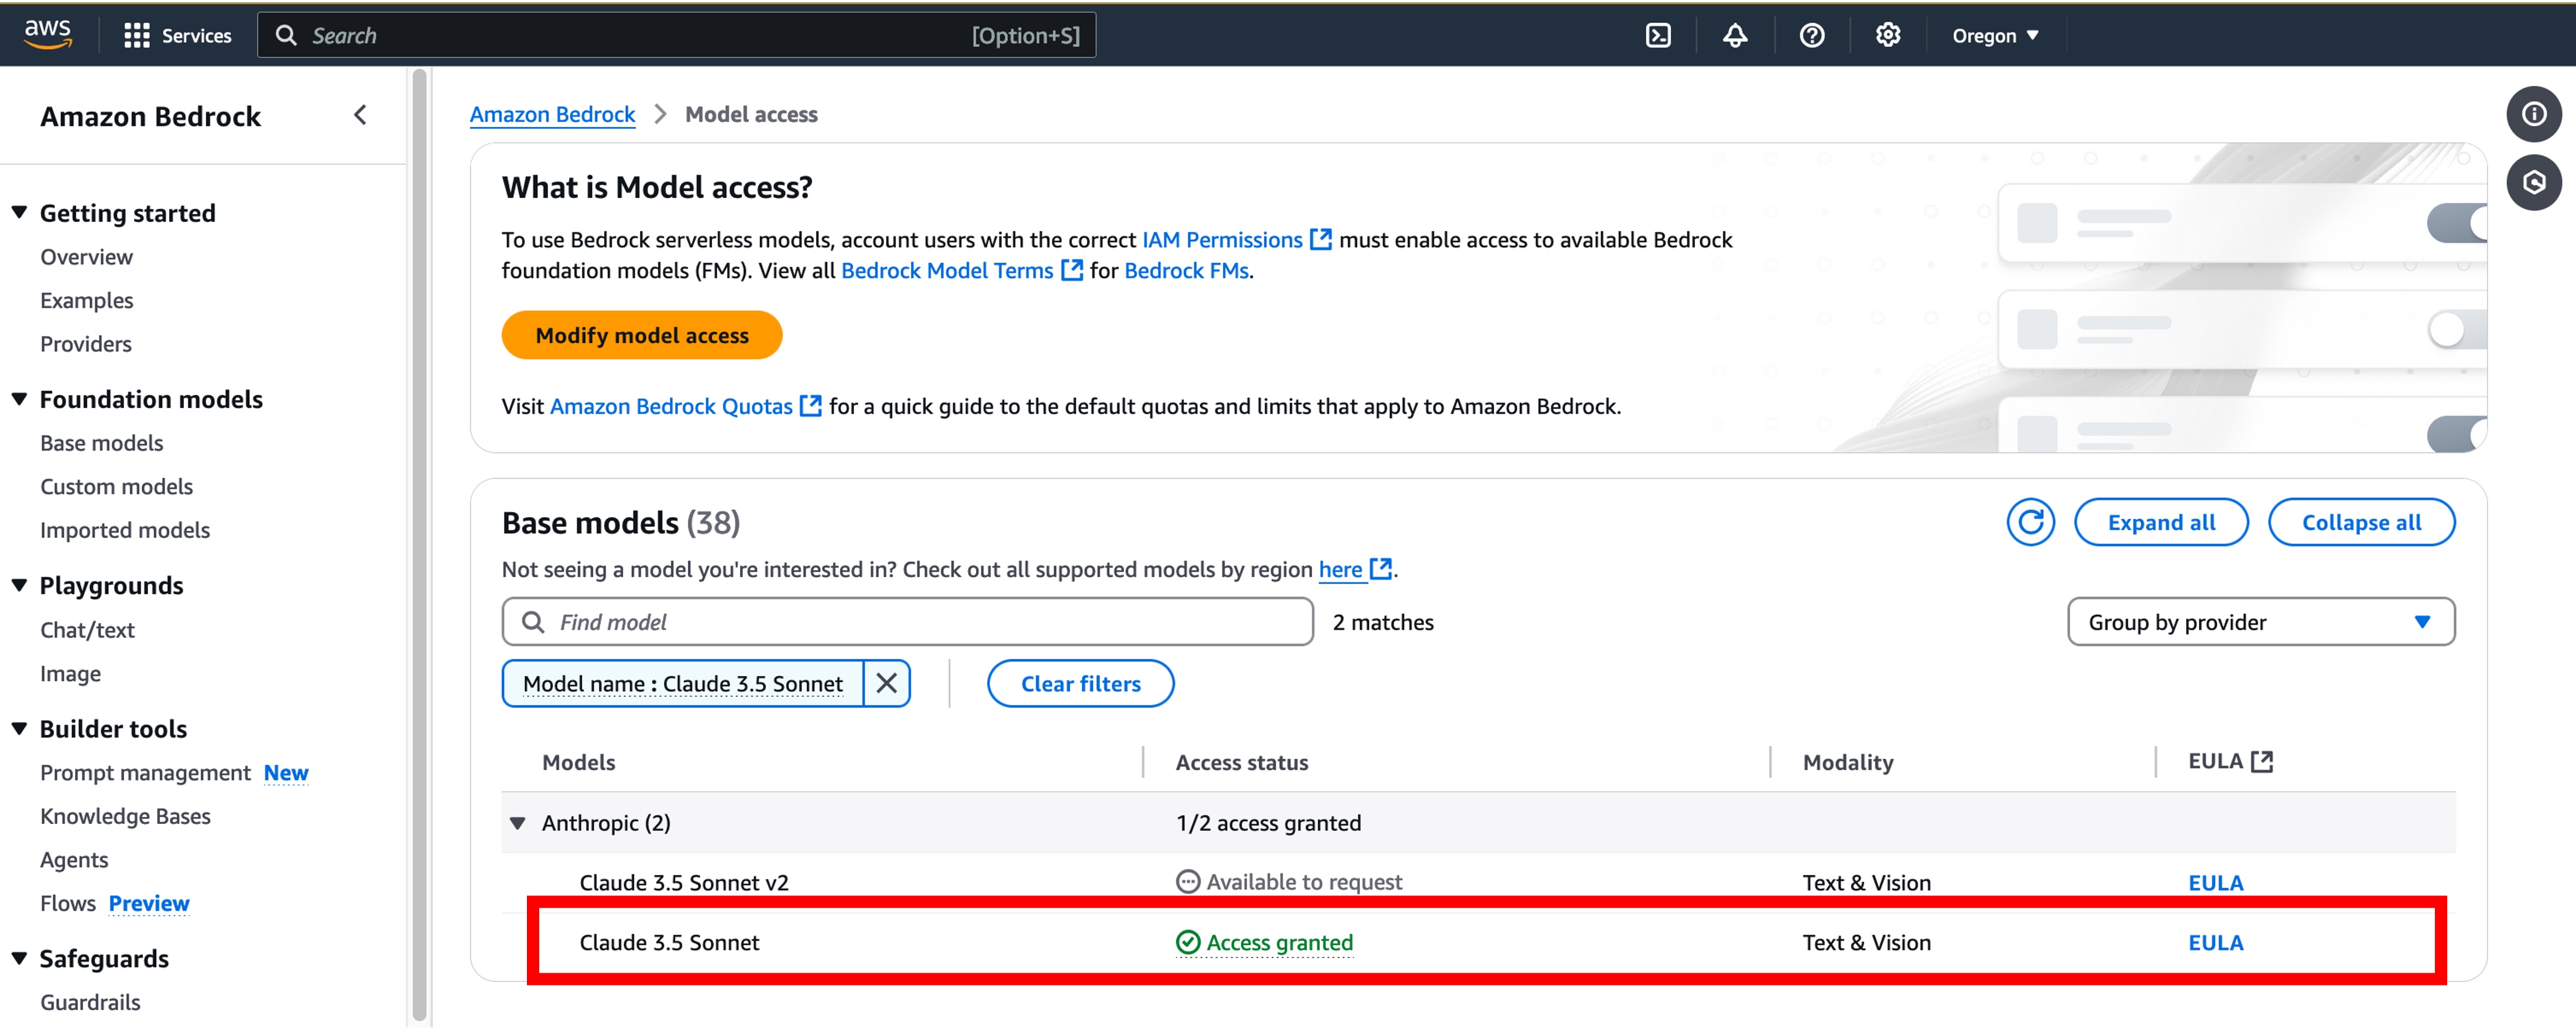 aws
Services
Search
[Option+S]
Oregon
Amazon Bedrock
Getting started
Overview
Examples
Providers
Foundation models
Base models
Custom models
Imported models
Playgrounds
Chat/text
Image
Builder tools
Prompt management New
Knowledge Bases
Agents
Flows Preview
Safeguards
Guardrails
Amazon Bedrock > Model access
What is Model access?
To use Bedrock serverless models, account users with the correct IAM Permissions must enable access to available Bedrock
foundation models (FMs). View all Bedrock Model Terms for Bedrock FMs.
Modify model access
Visit Amazon Bedrock Quotas for a quick guide to the default quotas and limits that apply to Amazon Bedrock.
Base models (38)
Expand all
Collapse all
Not seeing a model you're interested in? Check out all supported models by region here.
Find model
2 matches
Group by provider
Model name : Claude 3.5 Sonnet
Clear filters
Models Access status Modality EULA
Anthropic (2) 1/2 access granted
Claude 3.5 Sonnet v2 Available to request Text & Vision EULA
Claude 3.5 Sonnet Access granted Text & Vision EULA